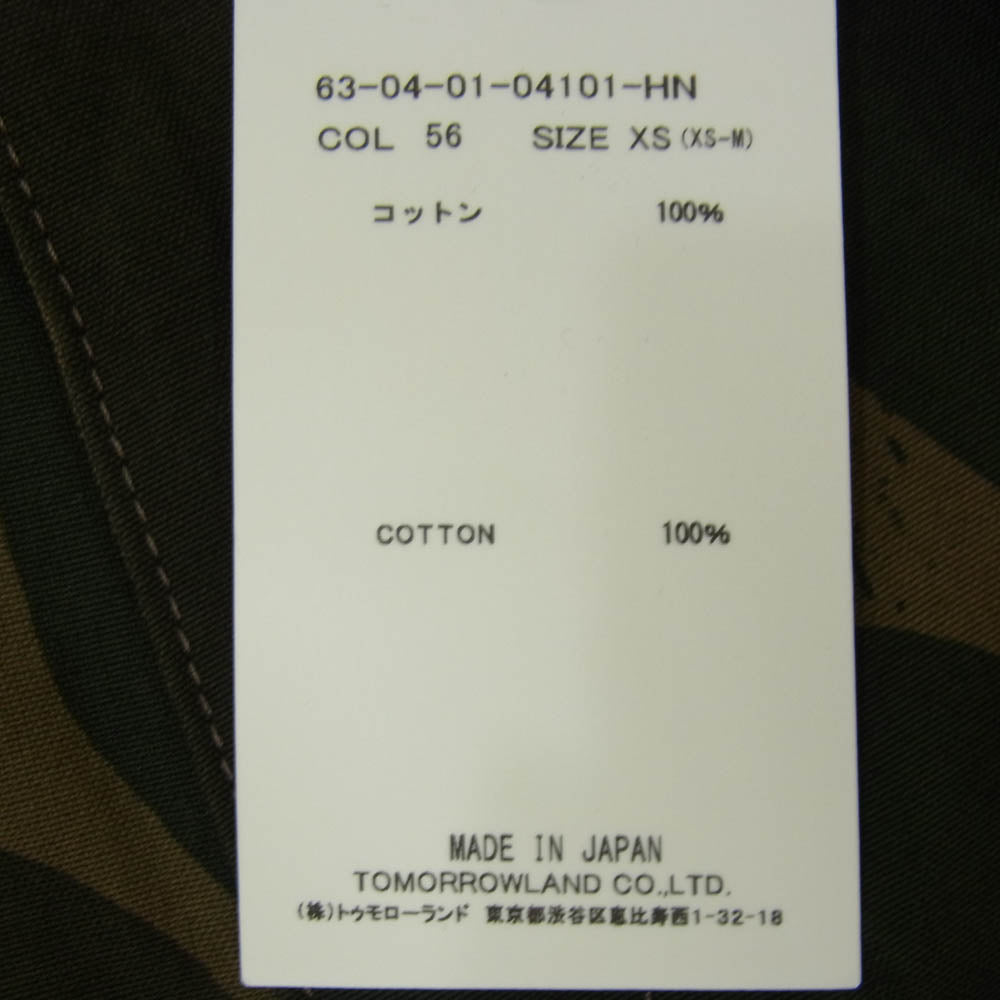 63-04-01-04101-HN
COL 56 SIZE XS (XS-M)
コットン 100%
COTTON 100%
MADE IN JAPAN
TOMORROWLAND CO.,LTD.
(株)トゥモローランド 東京都渋谷区恵比寿西1-32-18